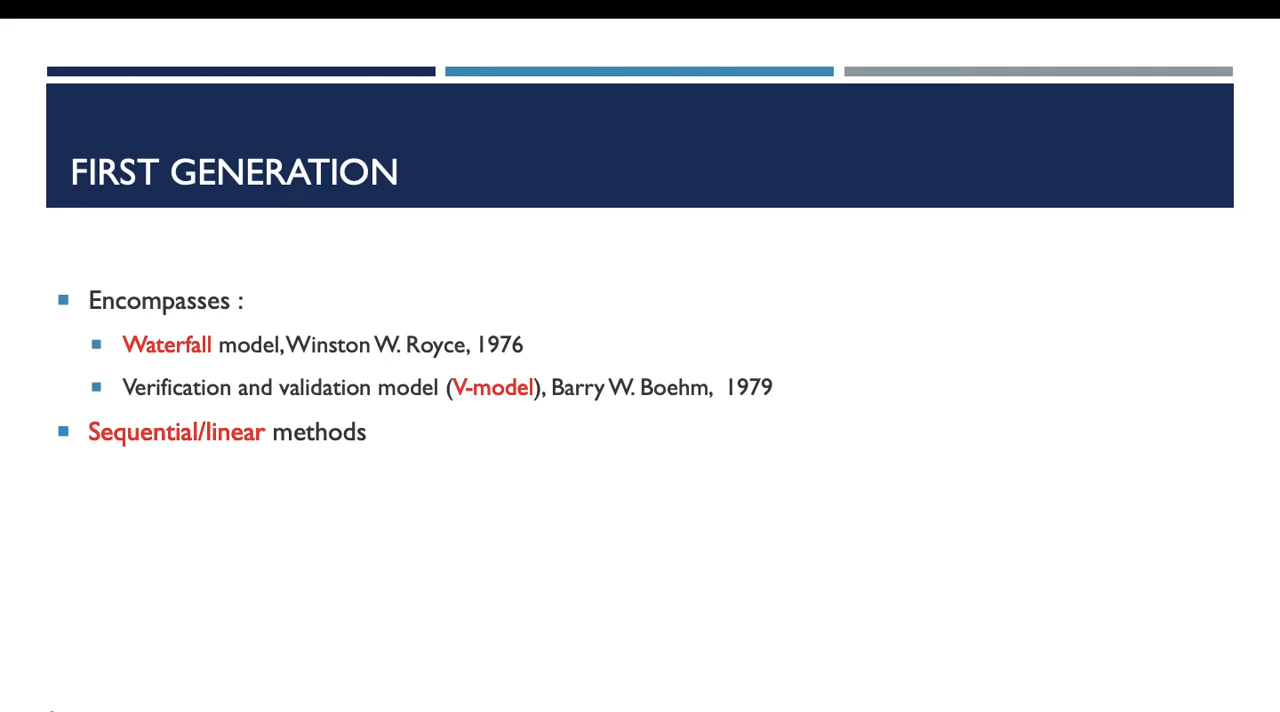 FIRST GENERATION
Encompasses :
Waterfall model, Winston W. Royce, 1976
Verification and validation model (V-model), Barry W. Boehm, 1979
Sequential/linear methods